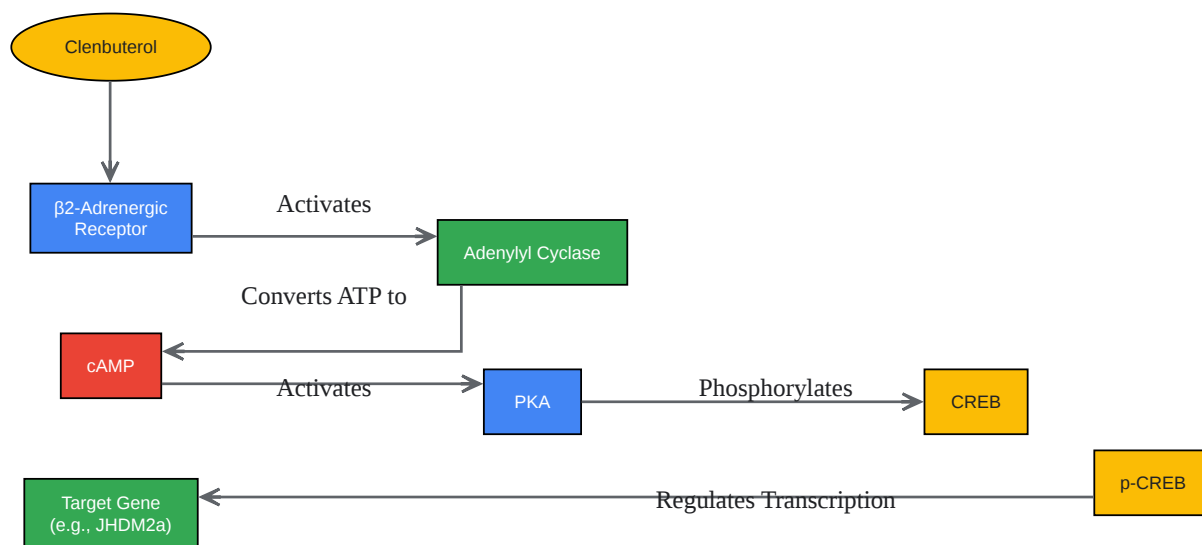 Clenbuterol
β2-Adrenergic
Receptor
Activates
Adenylyl Cyclase
Converts ATP to
cAMP
Activates
PKA
Phosphorylates
CREB
p-CREB
Regulates Transcription
Target Gene
(e.g., JHDM2a)